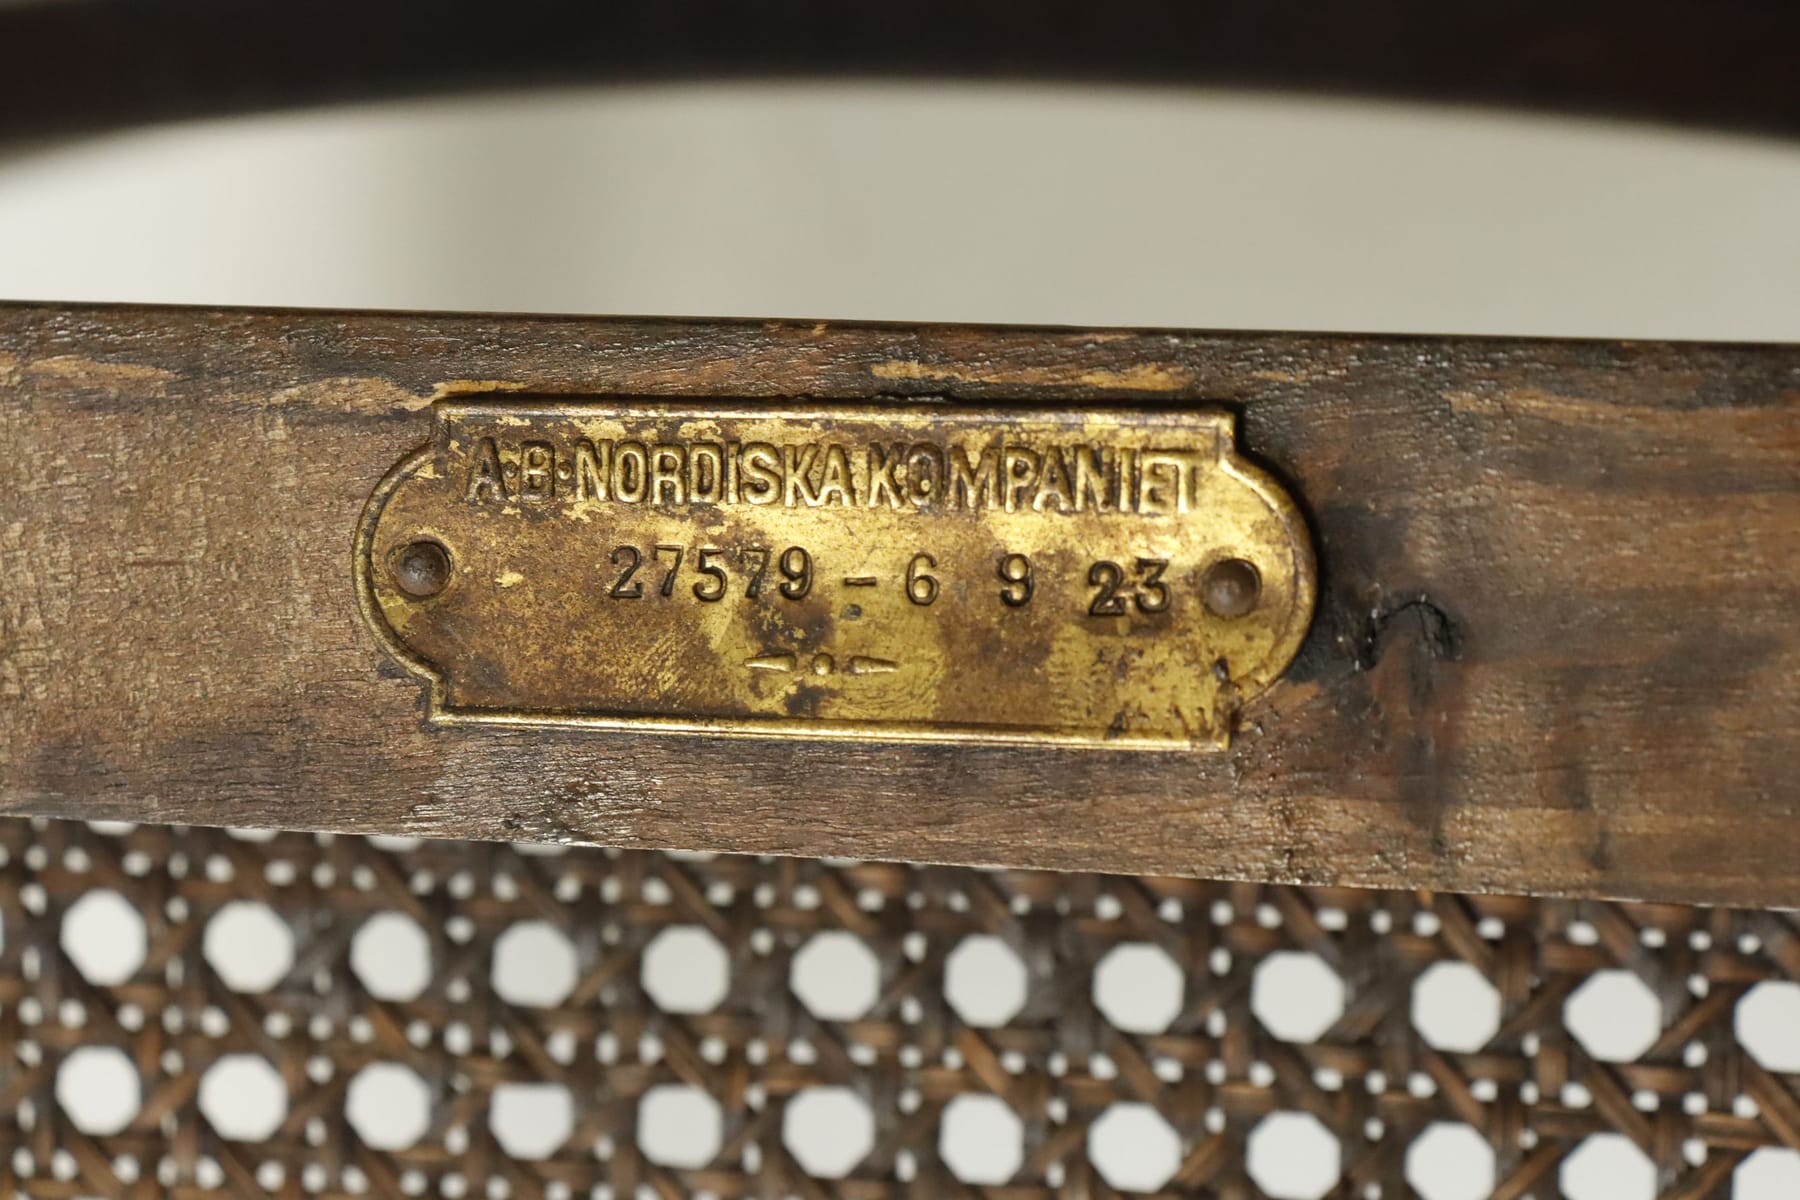 A·B·NORDISKA KOMPANIET
27579-6 9 23